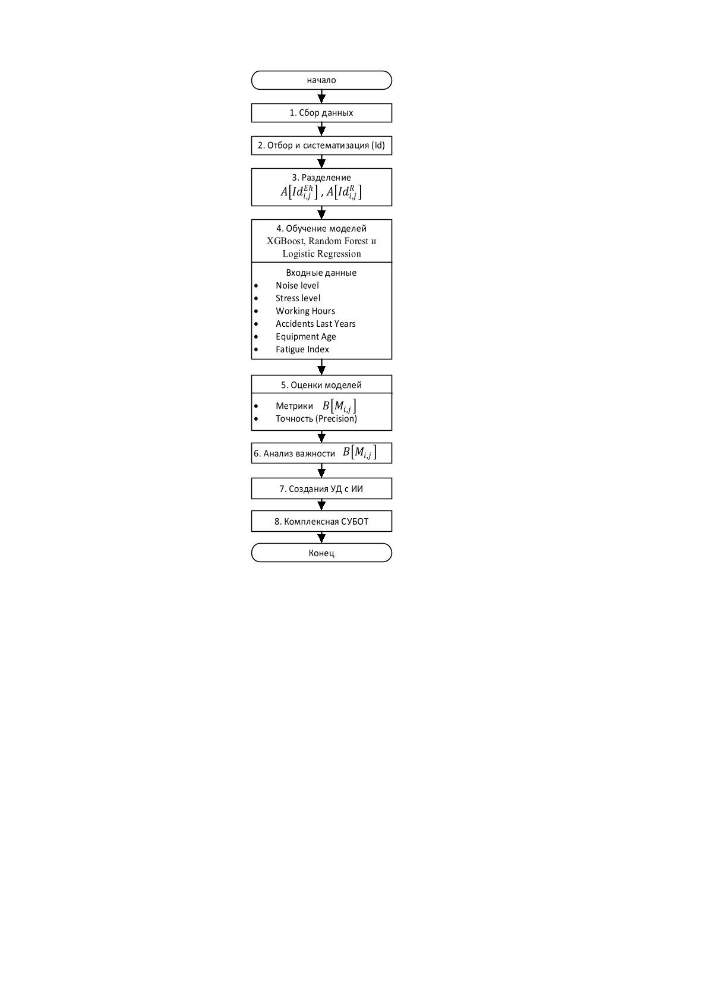 начало
1. Сбор данных
2. Отбор и систематизация (Id)
3. Разделение
A[Id_{i,j}^{Eh}] , A[Id_{i,j}^{R}]
4. Обучение моделей
XGBoost, Random Forest и
Logistic Regression
Входные данные
• Noise level
• Stress level
• Working Hours
• Accidents Last Years
• Equipment Age
• Fatigue Index
5. Оценки моделей
• Метрики B[M_{i,j}]
• Точность (Precision)
6. Анализ важности B[M_{i,j}]
7. Создания УД с ИИ
8. Комплексная СУБОТ
Конец